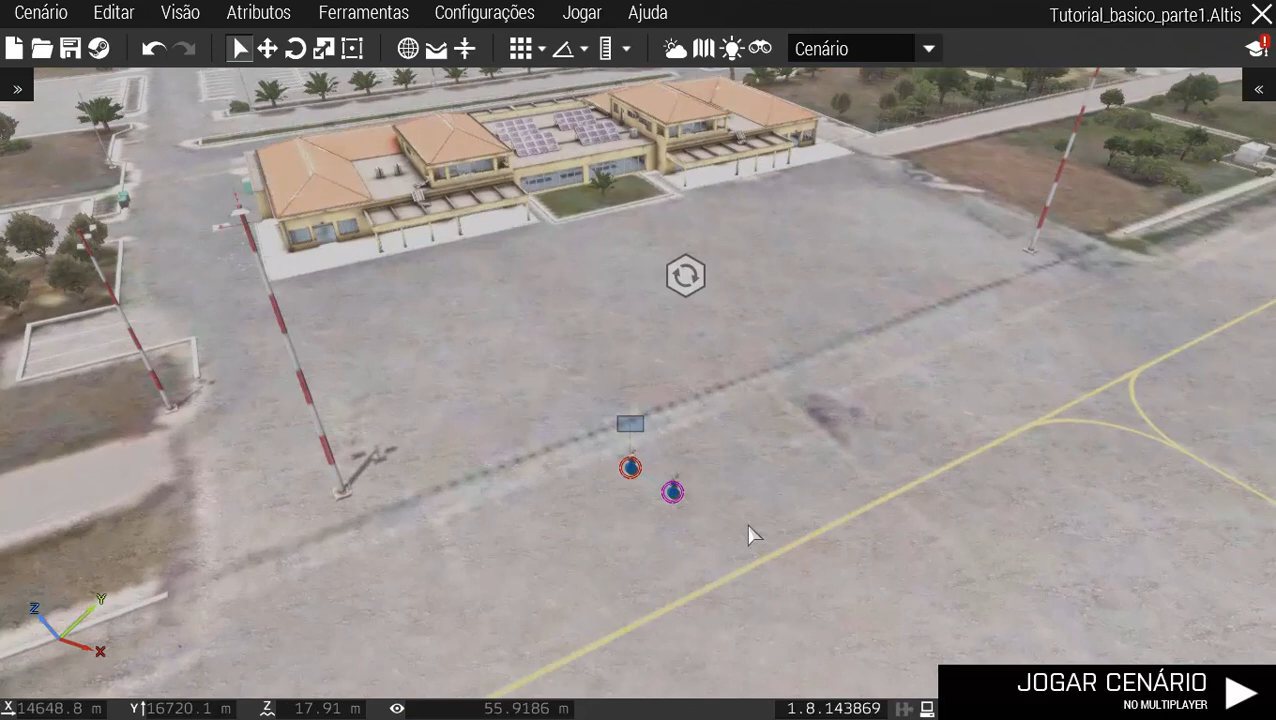 Cenário Editar Visão Atributos Ferramentas Configurações Jogar Ajuda Tutorial_basico_parte1.Altis
Cenário
»
«
Z Y X
X 14648.8 m Y 16720.1 m Z 17.91 m 55.9186 m 1.8.143869
JOGAR CENÁRIO
NO MULTIPLAYER